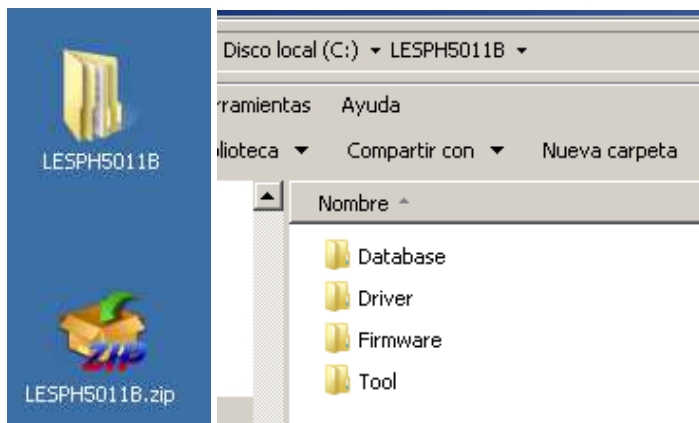 LESPH5011B
ZIP
LESPH5011B.zip
Disco local (C:) LESPH5011B
rramientas Ayuda
lioteca Compartir con Nueva carpeta
Nombre
Database
Driver
Firmware
Tool